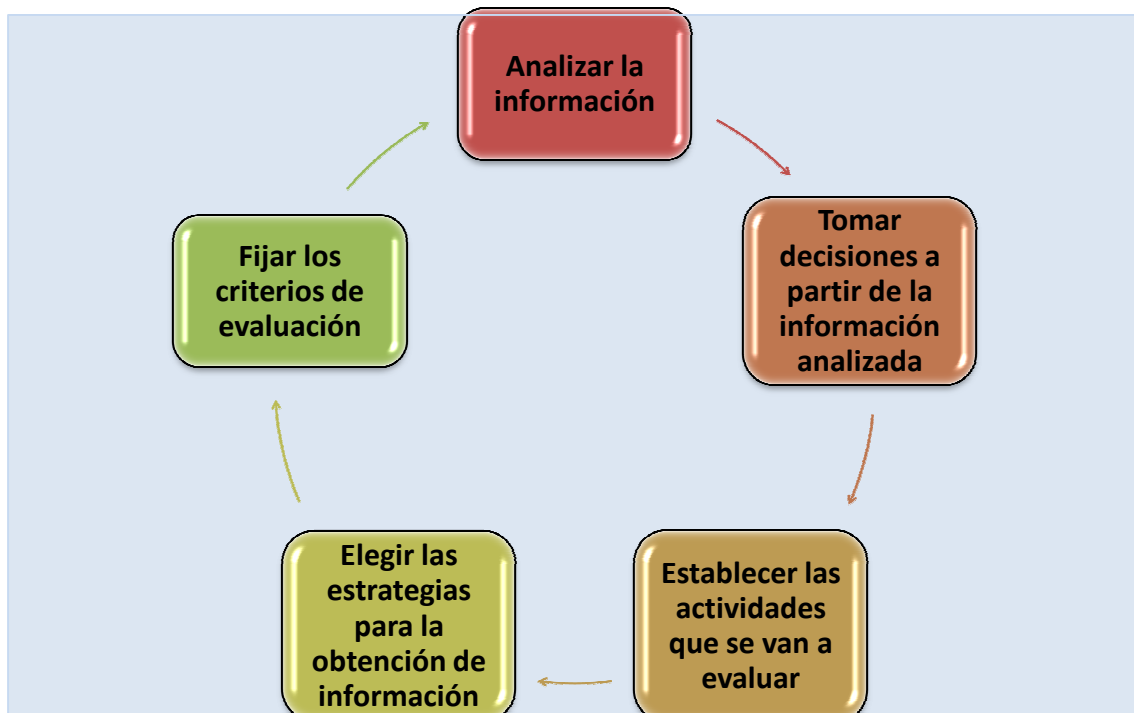 Analizar la
información
Tomar
decisiones a
partir de la
información
analizada
Establecer las
actividades
que se van a
evaluar
Elegir las
estrategias
para la
obtención de
información
Fijar los
criterios de
evaluación